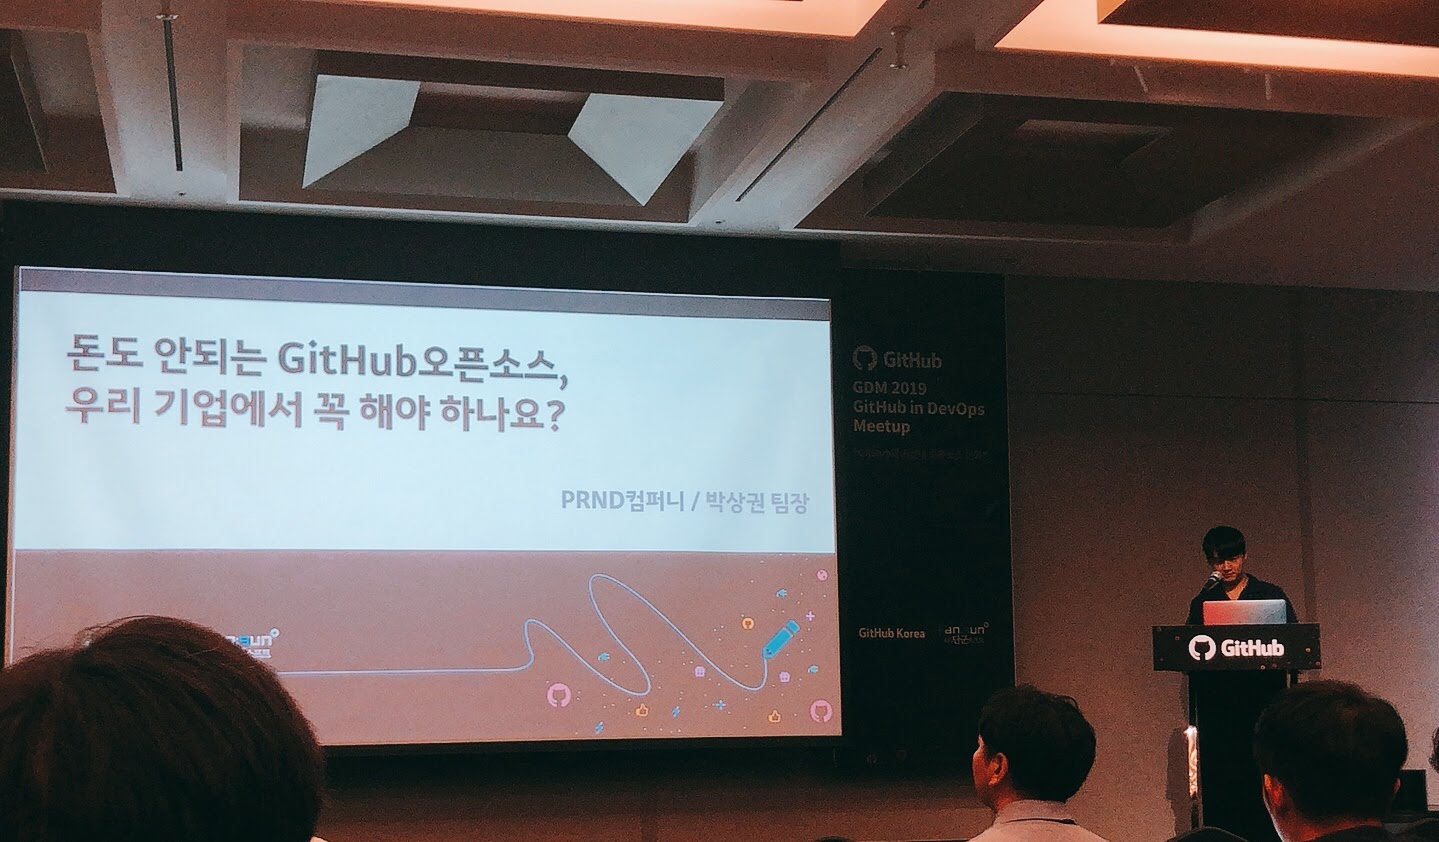 돈도 안되는 GitHub오픈소스,
우리 기업에서 꼭 해야 하나요?
PRND컴퍼니 / 박상권 팀장
GitHub
GDM 2019
GitHub in DevOps
Meetup
GitHub Korea
GitHub